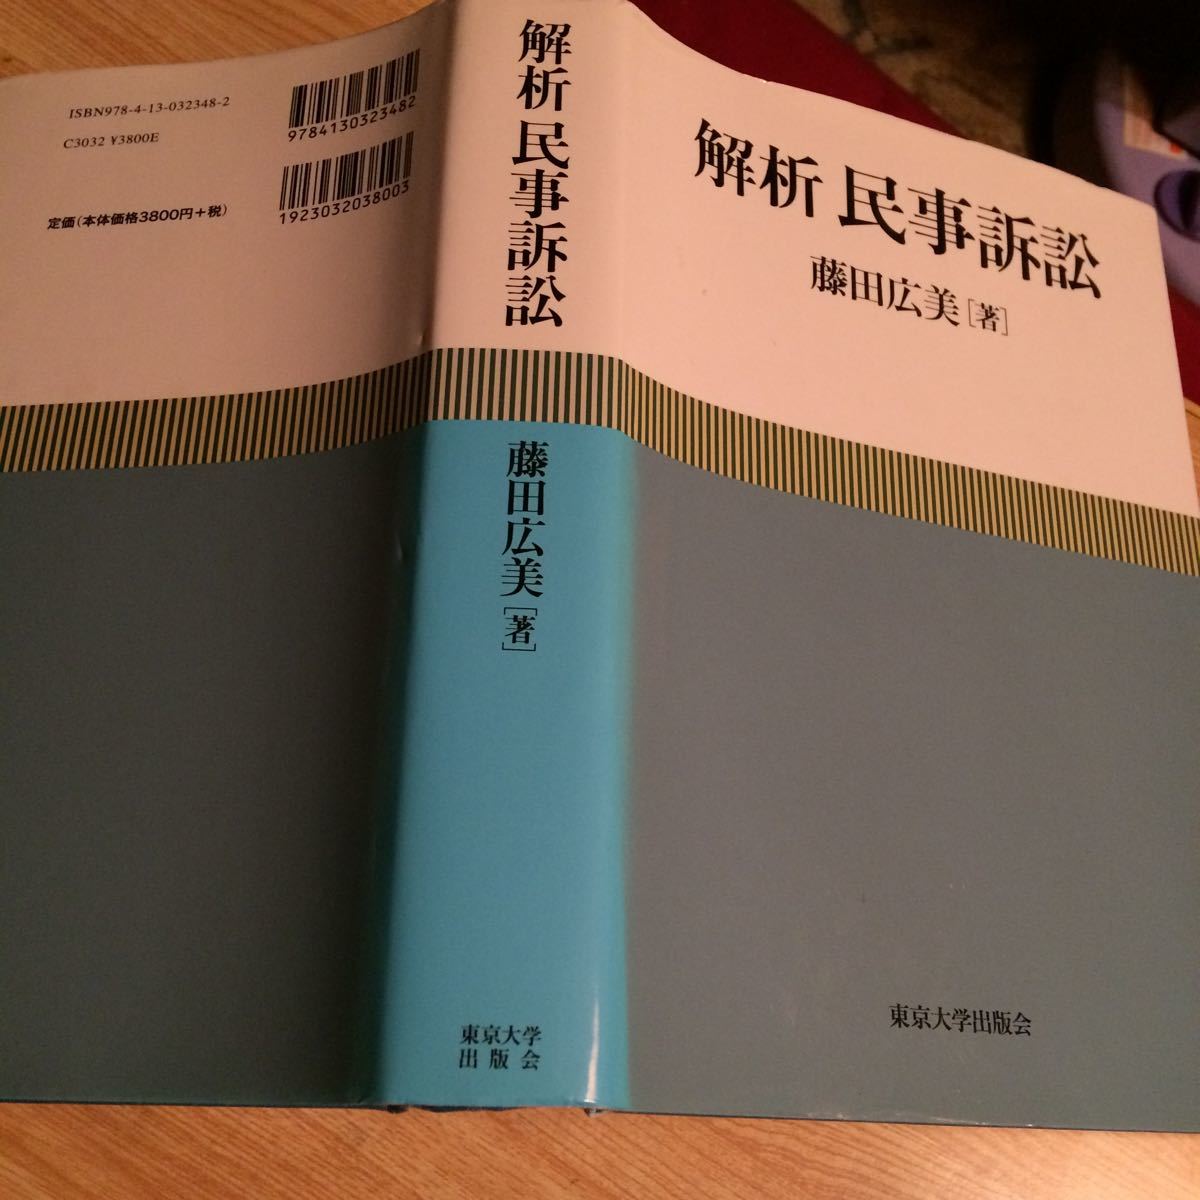 ISBN978-4-13-032348-2
C3032 ¥3800E
定価(本体価格3800円+税)
9784130323482
1923032038003
解析 民事訴訟
藤田広美[著]
東京大学
出版会
解析 民事訴訟
藤田広美[著]
東京大学出版会